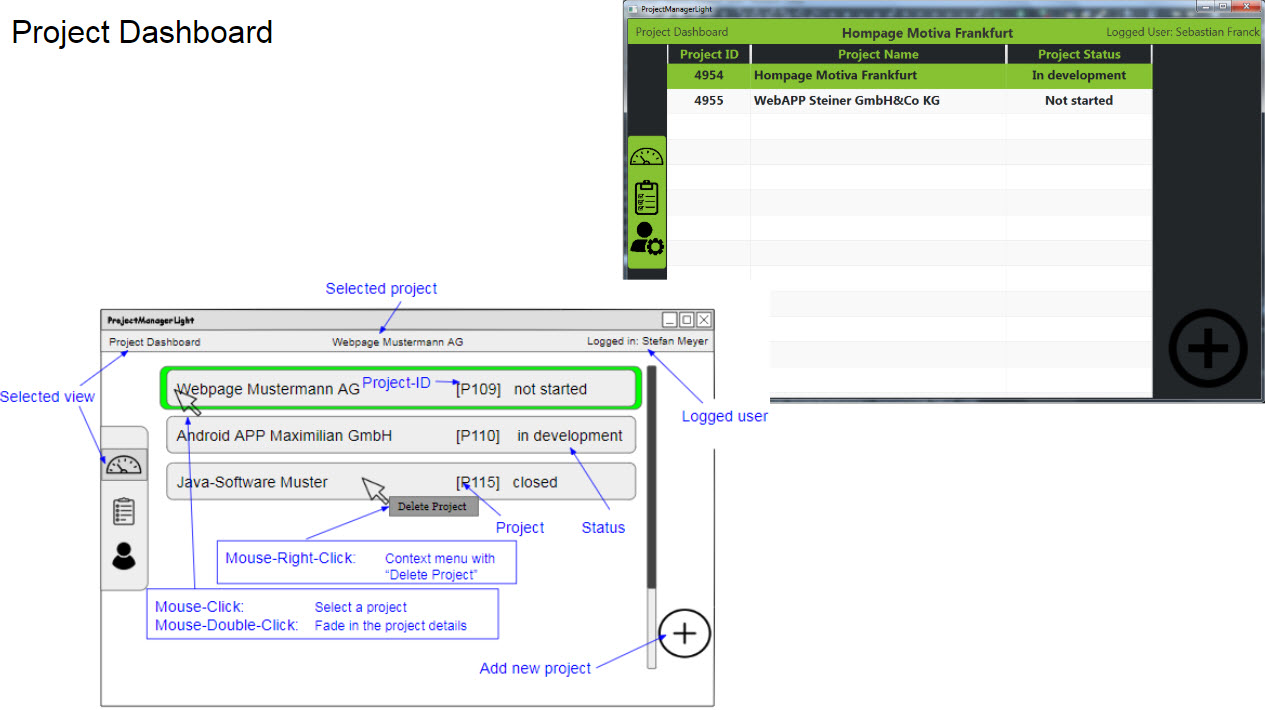 Project Dashboard
ProjectManagerLight
Project Dashboard Hompage Motiva Frankfurt Logged User: Sebastian Franck
Project ID Project Name Project Status
4954 Hompage Motiva Frankfurt In development
4955 WebAPP Steiner GmbH&Co KG Not started
Selected project
ProjectManagerLight
Project Dashboard Webpage Mustermann AG Logged in: Stefan Meyer
Selected view
Webpage Mustermann AG Project-ID [P109] not started
Logged user
Android APP Maximilian GmbH [P110] in development
Java-Software Muster [P115] closed
Delete Project
Project Status
Mouse-Right-Click: Context menu with
“Delete Project”
Mouse-Click: Select a project
Mouse-Double-Click: Fade in the project details
Add new project